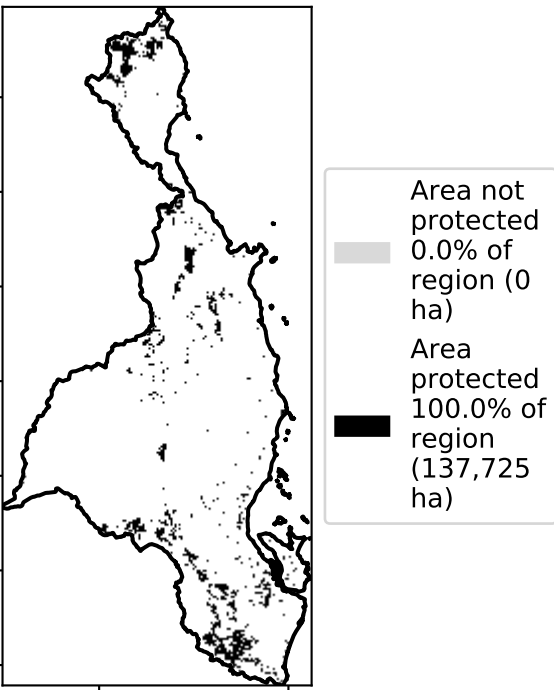 Area not
protected
0.0% of
region (0
ha)
Area
protected
100.0% of
region
(137,725
ha)